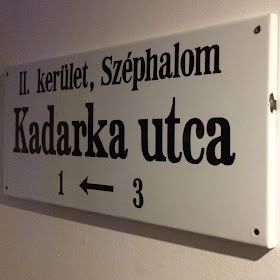 II. kerület, Széphalom
Kadarka utca
1 ← 3